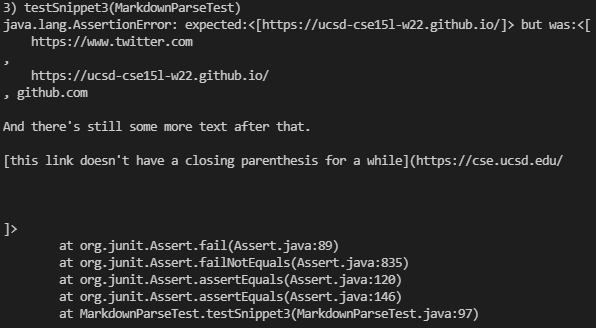 3) testSnippet3(MarkdownParseTest)
java.lang.AssertionError: expected:<[https://ucsd-cse15l-w22.github.io/]> but was:<[
    https://www.twitter.com
,
    https://ucsd-cse15l-w22.github.io/
, github.com

And there's still some more text after that.

[this link doesn't have a closing parenthesis for a while](https://cse.ucsd.edu/



]>
        at org.junit.Assert.fail(Assert.java:89)
        at org.junit.Assert.failNotEquals(Assert.java:835)
        at org.junit.Assert.assertEquals(Assert.java:120)
        at org.junit.Assert.assertEquals(Assert.java:146)
        at MarkdownParseTest.testSnippet3(MarkdownParseTest.java:97)